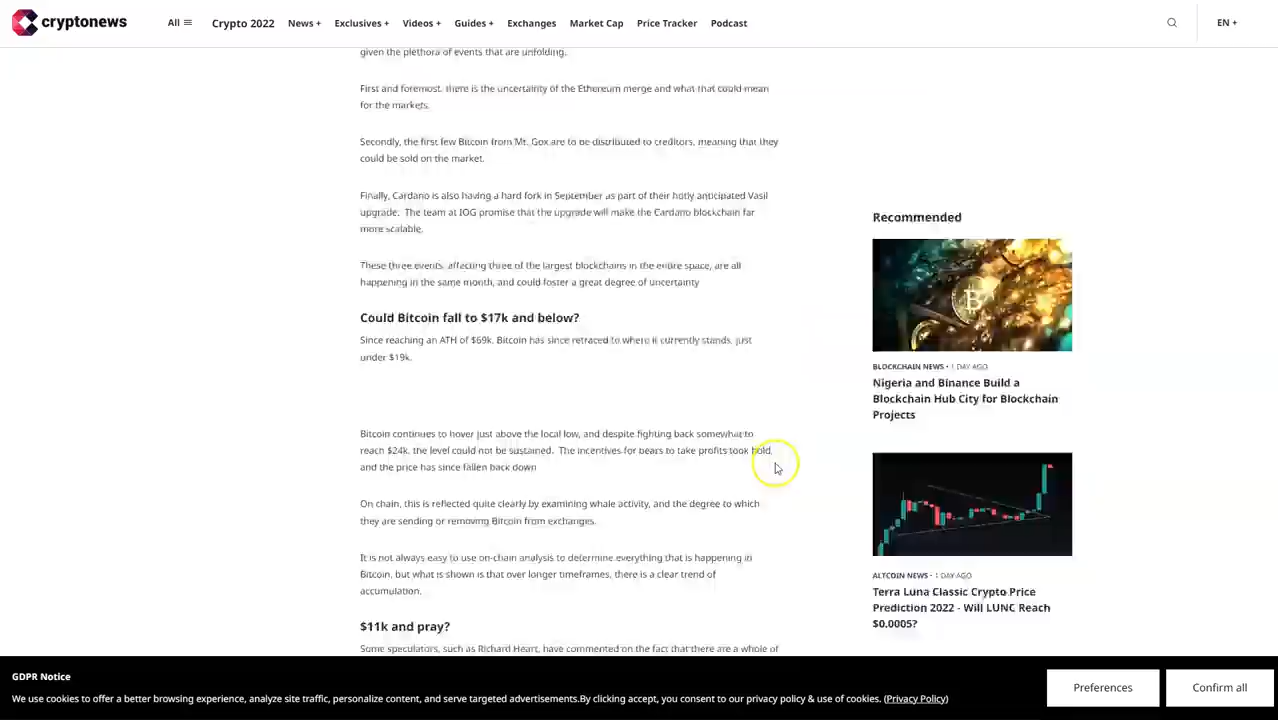 cryptonews
All
Crypto 2022
News +
Exclusives +
Videos +
Guides +
Exchanges
Market Cap
Price Tracker
Podcast
EN +
given the plethora of events that are unfolding.
First and foremost, there is the uncertainty of the Ethereum merge and what that could mean
for the markets.
Secondly, the first few Bitcoin from Mt. Gox are to be distributed to creditors, meaning that they
could be sold on the market.
Finally, Cardano is also having a hard fork in September as part of their hotly anticipated Vasil
upgrade. The team at IOG promise that the upgrade will make the Cardano blockchain far
more scalable.
These three events, affecting three of the largest blockchains in the entire space, are all
happening in the same month, and could foster a great degree of uncertainty
Could Bitcoin fall to $17k and below?
Since reaching an ATH of $69k, Bitcoin has since retraced to where it currently stands, just
under $19k.
Bitcoin continues to hover just above the local low, and despite fighting back somewhat to
reach $24k, the level could not be sustained. The incentives for bears to take profits took hold,
and the price has since fallen back down
On chain, this is reflected quite clearly by examining whale activity, and the degree to which
they are sending or removing Bitcoin from exchanges.
It is not always easy to use on-chain analysis to determine everything that is happening in
Bitcoin, but what is shown is that over longer timeframes, there is a clear trend of
accumulation.
$11k and pray?
Some speculators, such as Richard Heart, have commented on the fact that there are a whole of
Recommended
BLOCKCHAIN NEWS • 1 DAY AGO
Nigeria and Binance Build a
Blockchain Hub City for Blockchain
Projects
ALTCOIN NEWS • 1 DAY AGO
Terra Luna Classic Crypto Price
Prediction 2022 - Will LUNC Reach
$0.0005?
GDPR Notice
We use cookies to offer a better browsing experience, analyze site traffic, personalize content, and serve targeted advertisements.By clicking accept, you consent to our privacy policy & use of cookies. (Privacy Policy)
Preferences
Confirm all